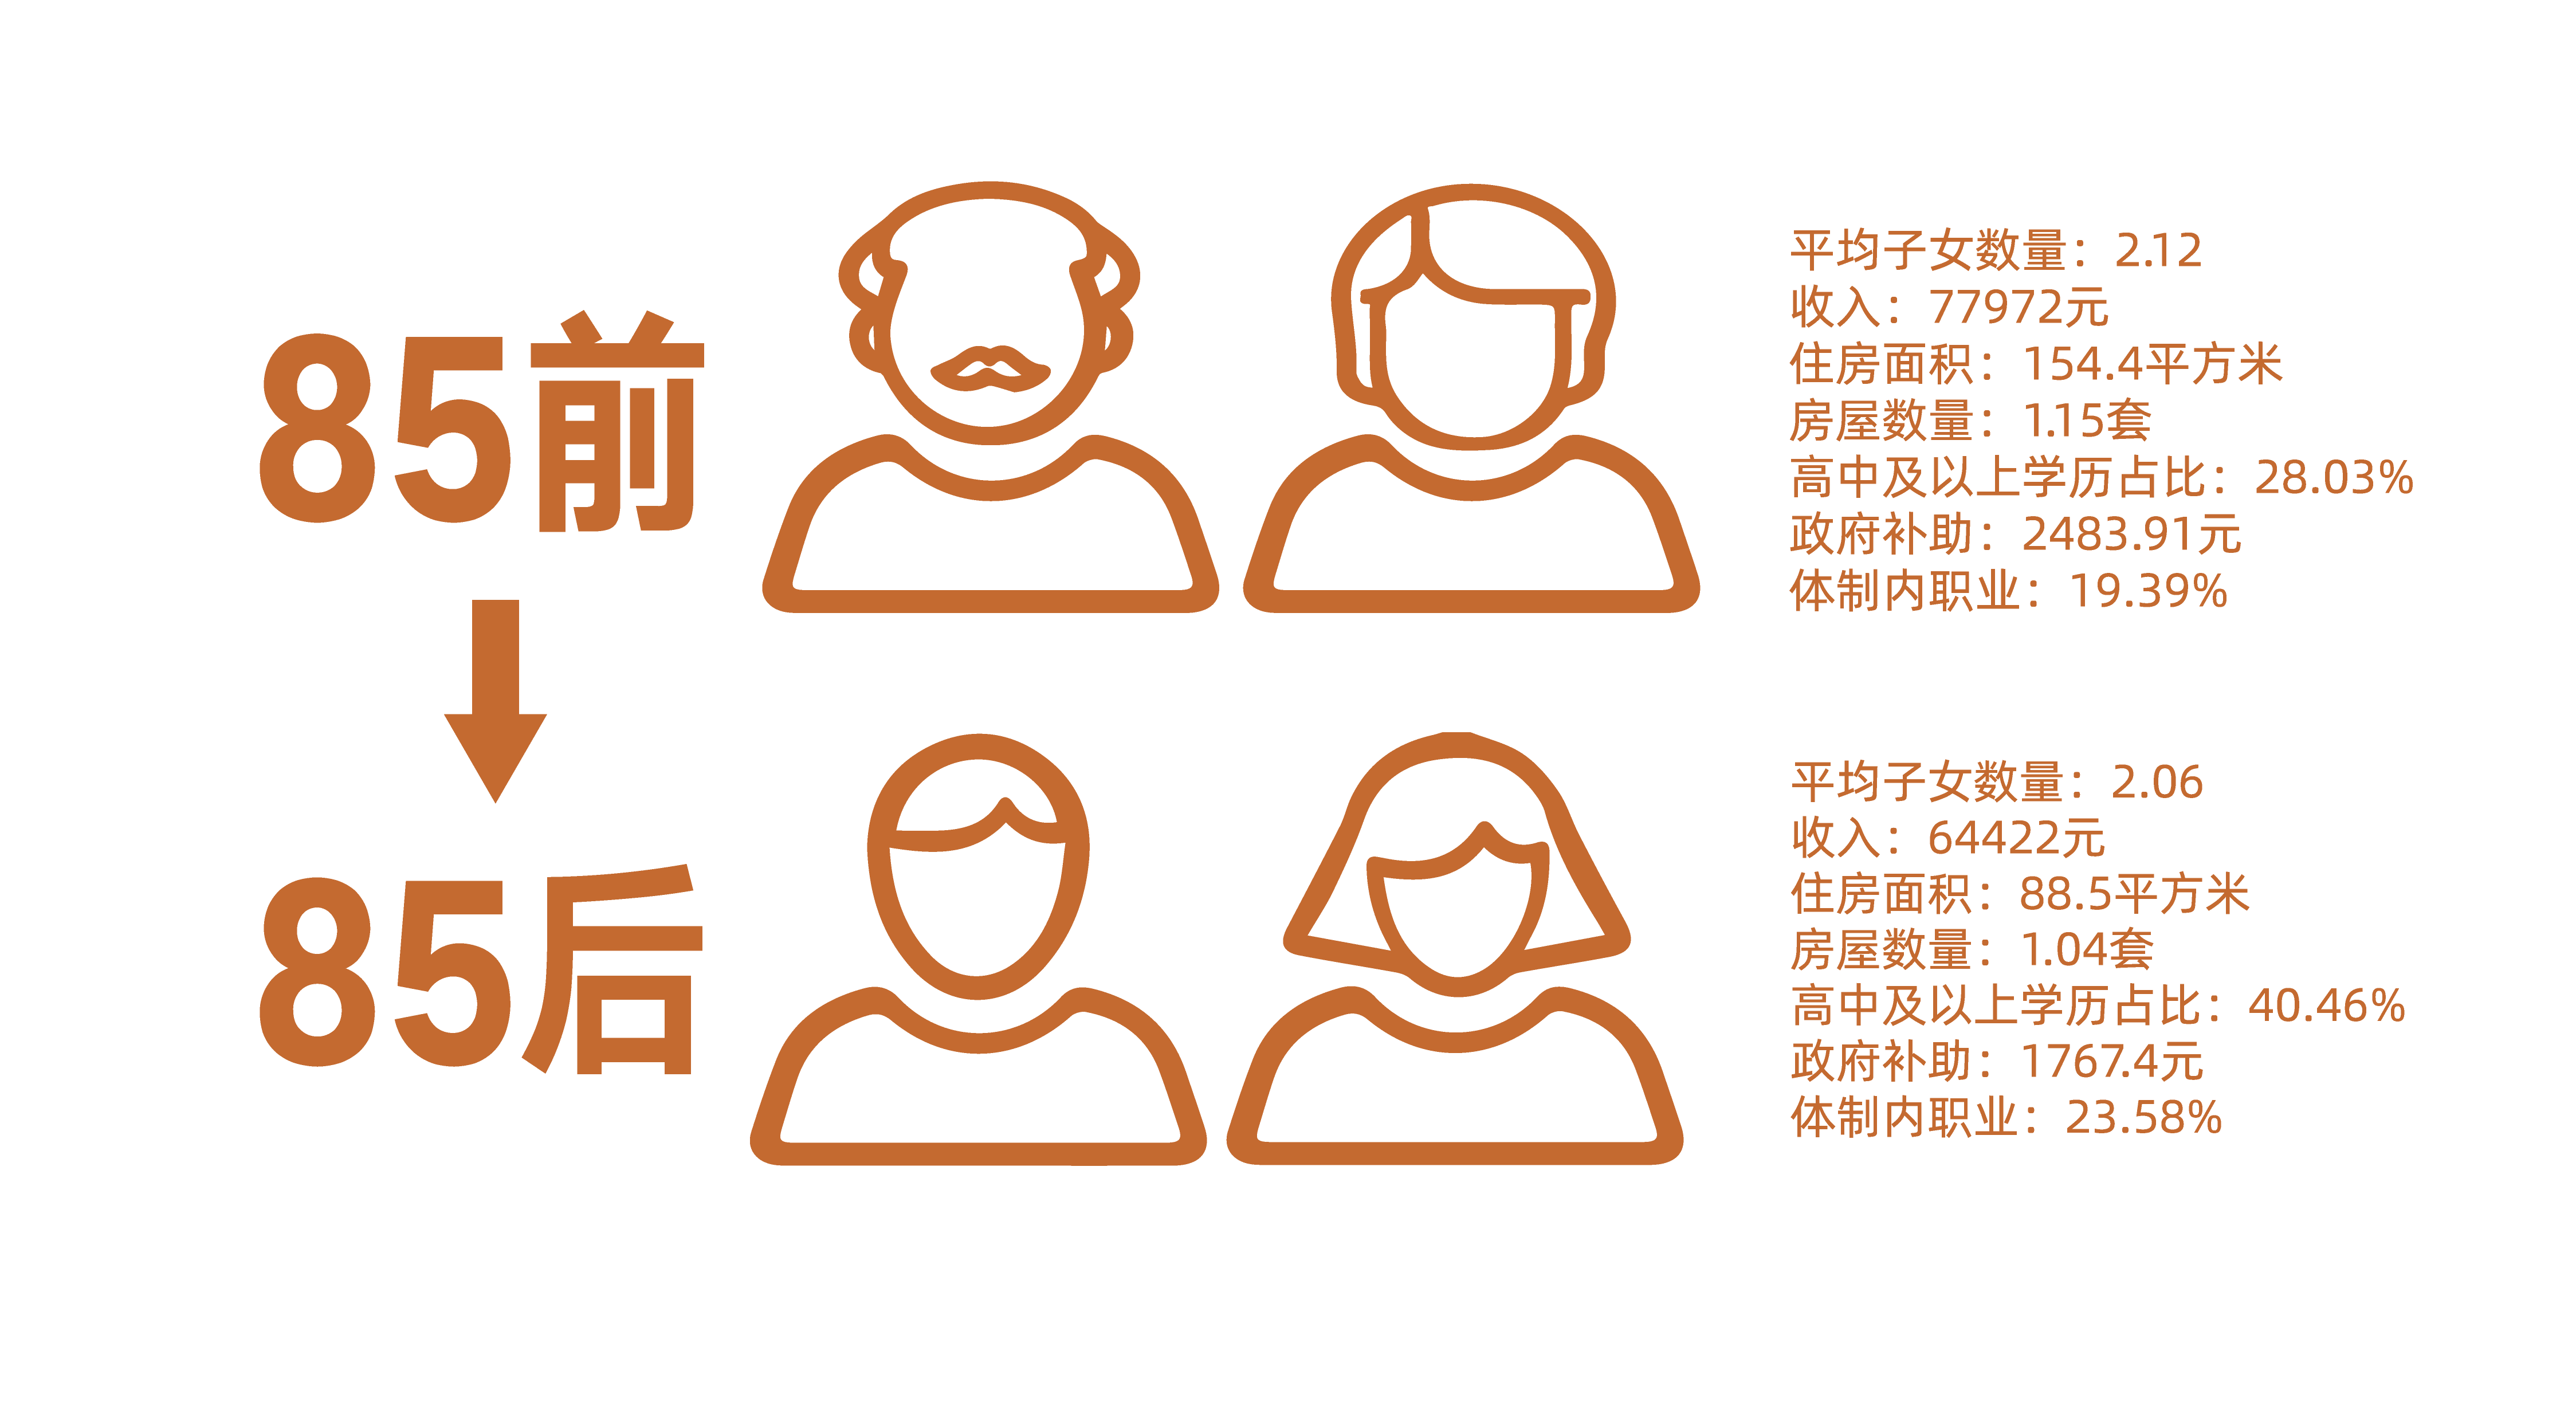 85前
平均子女数量：2.12
收入：77972元
住房面积：154.4平方米
房屋数量：1.15套
高中及以上学历占比：28.03%
政府补助：2483.91元
体制内职业：19.39%
85后
平均子女数量：2.06
收入：64422元
住房面积：88.5平方米
房屋数量：1.04套
高中及以上学历占比：40.46%
政府补助：1767.4元
体制内职业：23.58%